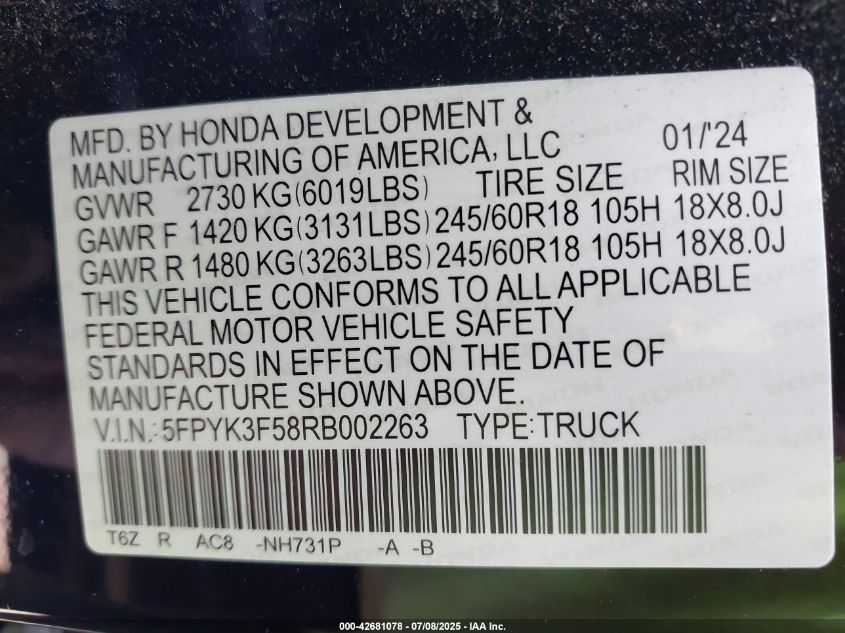 MFD. BY HONDA DEVELOPMENT &
MANUFACTURING OF AMERICA, LLC 01/'24
GVWR 2730 KG(6019LBS) TIRE SIZE RIM SIZE
GAWR F 1420 KG(3131LBS) 245/60R18 105H 18X8.0J
GAWR R 1480 KG(3263LBS) 245/60R18 105H 18X8.0J
THIS VEHICLE CONFORMS TO ALL APPLICABLE
FEDERAL MOTOR VEHICLE SAFETY
STANDARDS IN EFFECT ON THE DATE OF
MANUFACTURE SHOWN ABOVE.
V.I.N.: 5FPYK3F58RB002263 TYPE: TRUCK
T6Z R AC8 -NH731P -A -B
000-42681078 - 07/08/2025 - IAA Inc.